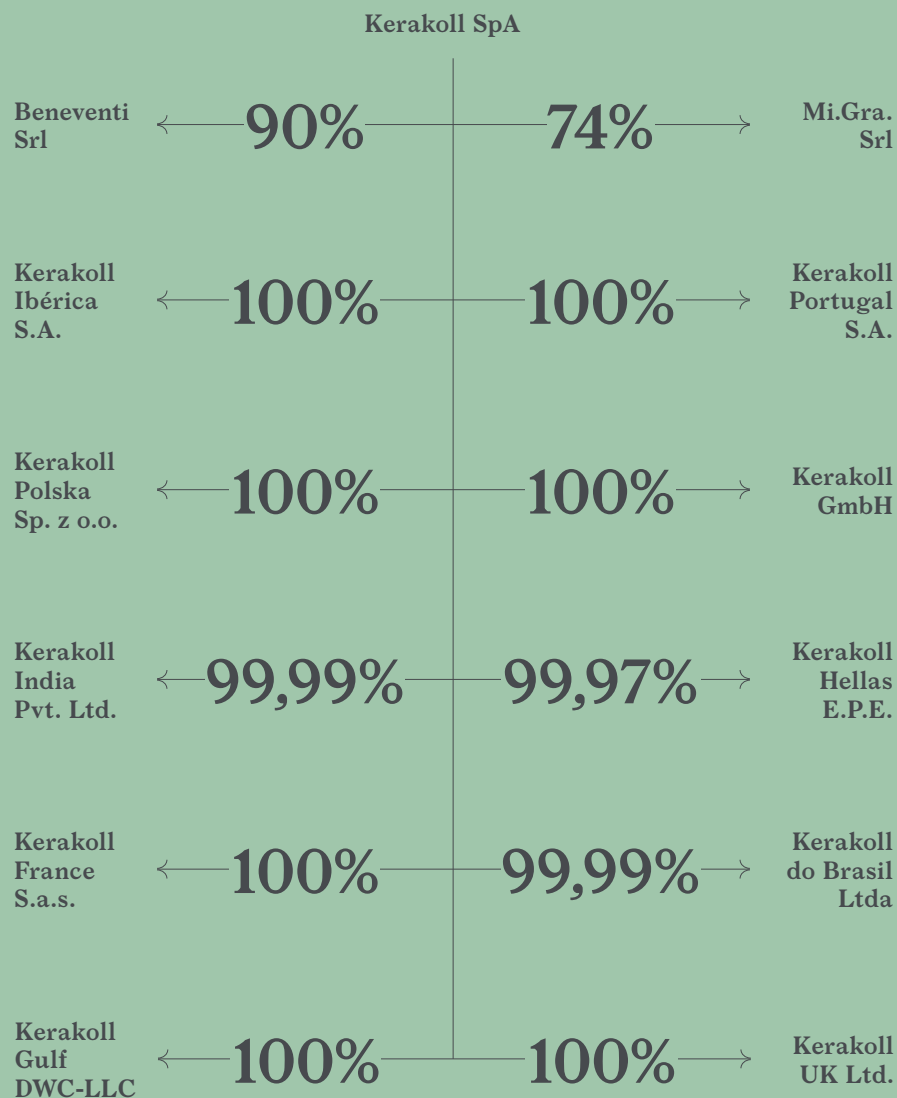 Kerakoll SpA
Beneventi
Srl
90%
74%
Mi.Gra.
Srl
Kerakoll
Ibérica
S.A.
100%
100%
Kerakoll
Portugal
S.A.
Kerakoll
Polska
Sp. z o.o.
100%
100%
Kerakoll
GmbH
Kerakoll
India
Pvt. Ltd.
99,99%
99,97%
Kerakoll
Hellas
E.P.E.
Kerakoll
France
S.a.s.
100%
99,99%
Kerakoll
do Brasil
Ltda
Kerakoll
Gulf
DWC-LLC
100%
100%
Kerakoll
UK Ltd.